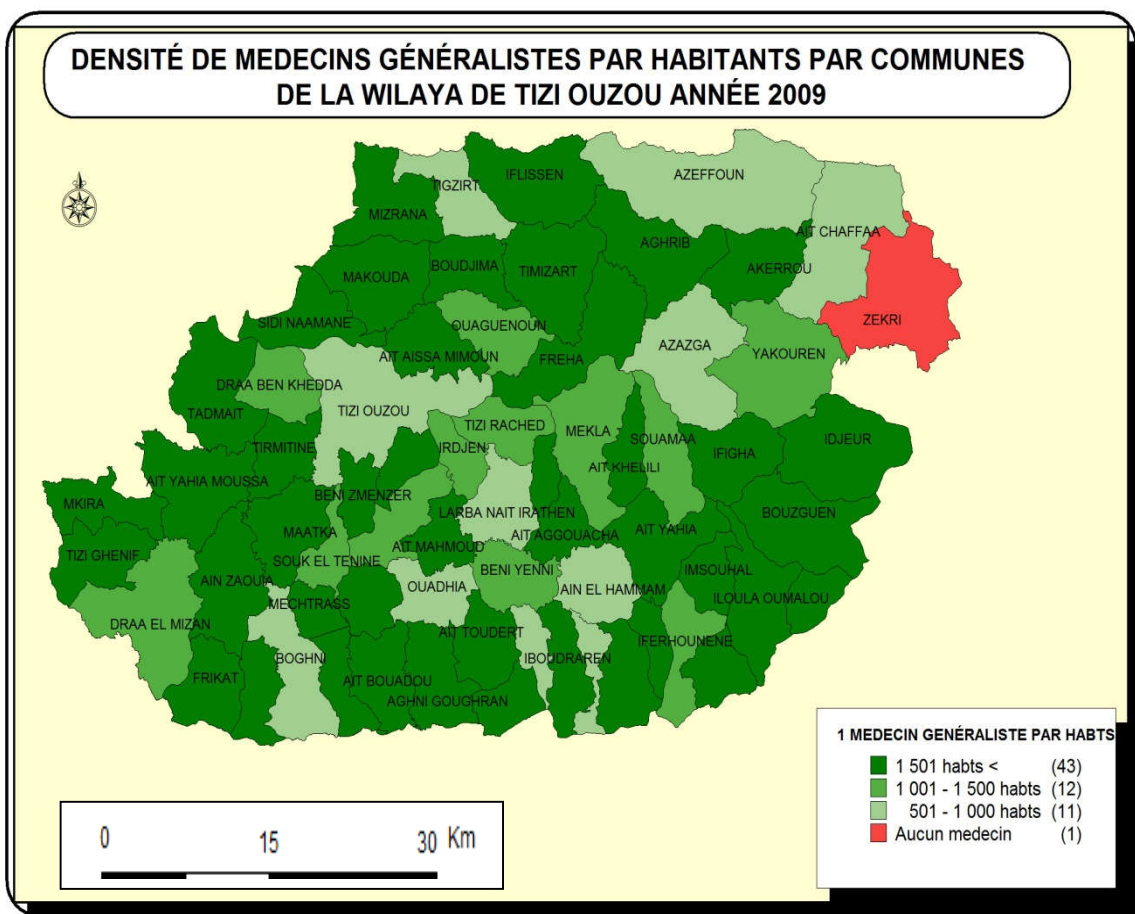 DENSITÉ DE MEDECINS GÉNÉRALISTES PAR HABITANTS PAR COMMUNES
DE LA WILAYA DE TIZI OUZOU ANNÉE 2009
IFLISSEN
AZEFFOUN
TIGZIRT
MIZRANA
AIT CHAFFAA
AGHRIB
BOUDJIMA
TIMIZART
AKERROU
MAKOUDA
SIDI NAAMANE
ZEKRI
OUAGUENOUN
AZAZGA
YAKOUREN
AIT AISSA MIMOUN
FREHA
DRAA BEN KHEDDA
TIZI OUZOU
TADMAIT
TIZI RACHED
MEKLA
SOUAMAA
IDJEUR
TIRMITINE
IRDJEN
IFIGHA
AIT KHELILI
AIT YAHIA MOUSSA
BENI ZMENZER
MKIRA
LARBA NAIT IRATHEN
BOUZGUEN
MAATKA
AIT AGGOUACHA
AIT YAHIA
AIT MAHMOUD
TIZI GHENIF
SOUK EL TENINE
BENI YENNI
IMSOUHAL
AIN ZAOUIA
OUADHIA
AIN EL HAMMAM
ILOULA OUMALOU
MECHTRASS
DRAA EL MIZAN
AIT TOUDERT
IFERHOUNENE
BOGHNI
IBOUDRAREN
FRIKAT
AIT BOUADOU
AGHNI GOUGHRAN
1 MEDECIN GENÉRALISTE PAR HABTS
1 501 habts < (43)
1 001 - 1 500 habts (12)
501 - 1 000 habts (11)
Aucun medecin (1)
0 15 30 Km